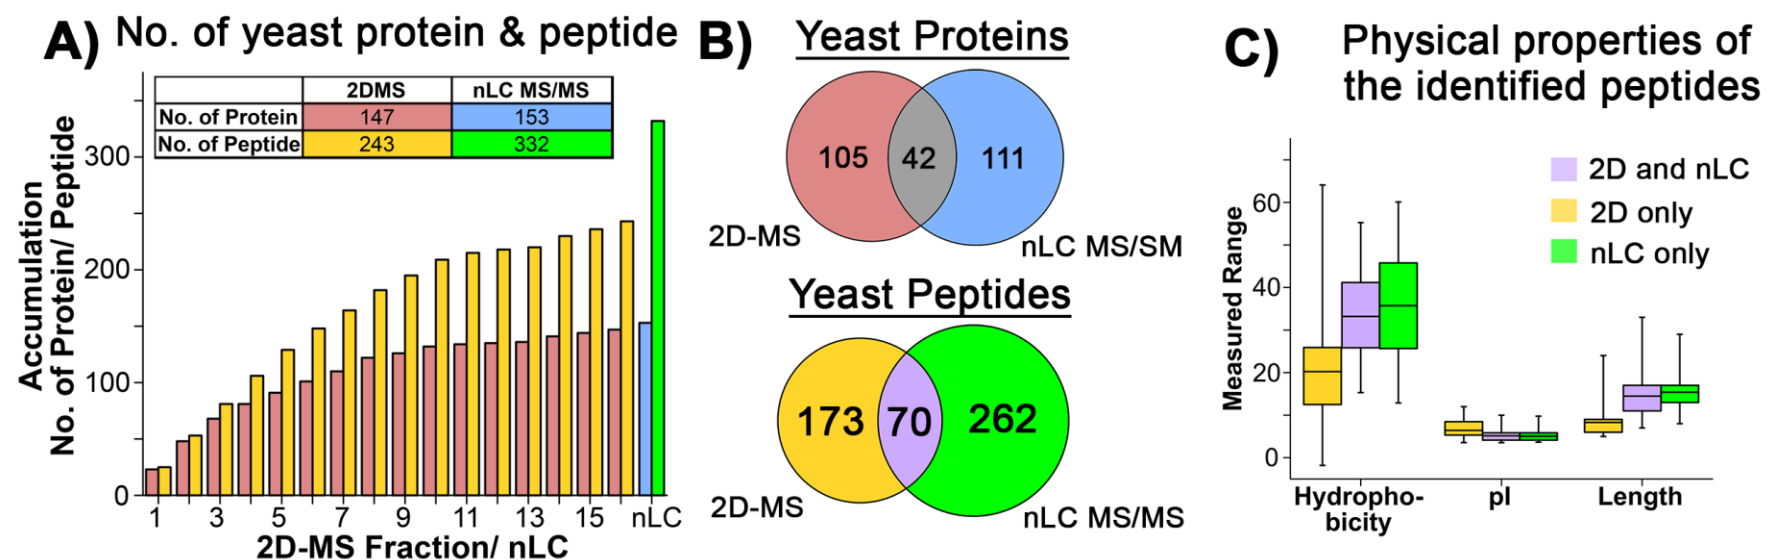 A) No. of yeast protein & peptide
2DMS nLC MS/MS
No. of Protein 147 153
No. of Peptide 243 332
Accumulation
No. of Protein/ Peptide
300
200
100
0
1 3 5 7 9 11 13 15 nLC
2D-MS Fraction/ nLC
B) Yeast Proteins
105 42 111
2D-MS nLC MS/SM
Yeast Peptides
173 70 262
2D-MS nLC MS/MS
C) Physical properties of
the identified peptides
Measured Range
60
40
20
0
2D and nLC
2D only
nLC only
Hydropho-
bicity
pI
Length